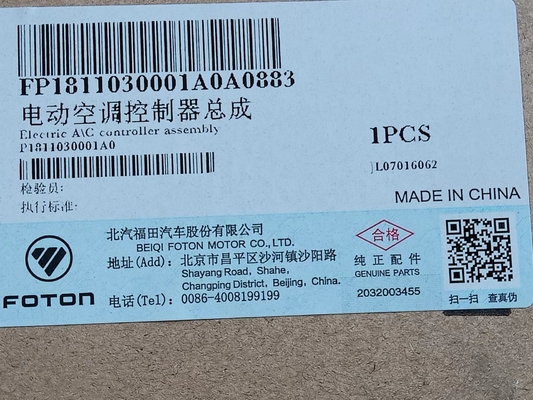 FP1811030001A0A0883
电动空调控制器总成
Electric A\C controller assembly
P1811030001A0
1PCS
L07016062
检验员:
执行标准:
MADE IN CHINA
北汽福田汽车股份有限公司
BEIQI FOTON MOTOR CO., LTD.
地址(Add): 北京市昌平区沙河镇沙阳路
Shayang Road, Shahe,
Changping District, Beijing, China.
电话(Tel): 0086-4008199199
FOTON
合格
纯正配件
GENUINE PARTS
2032003455
扫一扫 查真伪